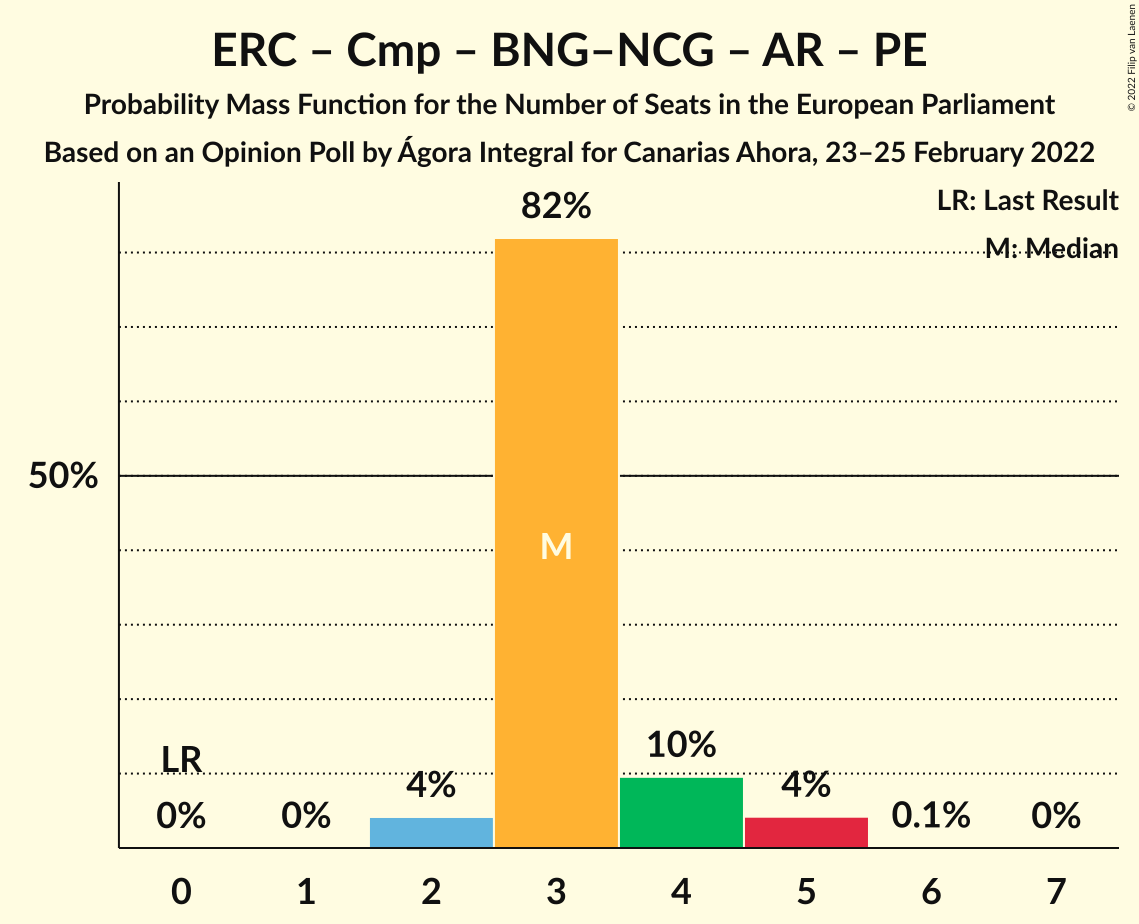 ERC – Cmp – BNG–NCG – AR – PE
Probability Mass Function for the Number of Seats in the European Parliament
Based on an Opinion Poll by Ágora Integral for Canarias Ahora, 23–25 February 2022
© 2022 Filip van Laenen
LR: Last Result
M: Median
82%
50%
M
LR
10%
4%
4%
0%
0%
0.1%
0%
0 1 2 3 4 5 6 7